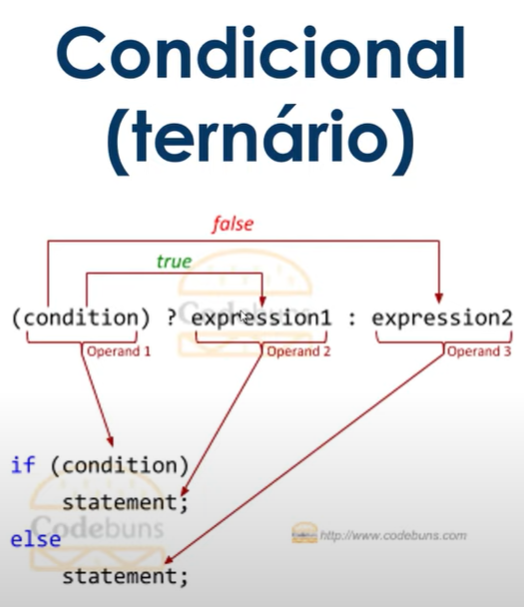 Condicional
(ternário)
false
true
(condition) ? expression1 : expression2
Operand 1 Operand 2 Operand 3
if (condition)
statement;
Codebuns
else
http://www.codebuns.com
statement;